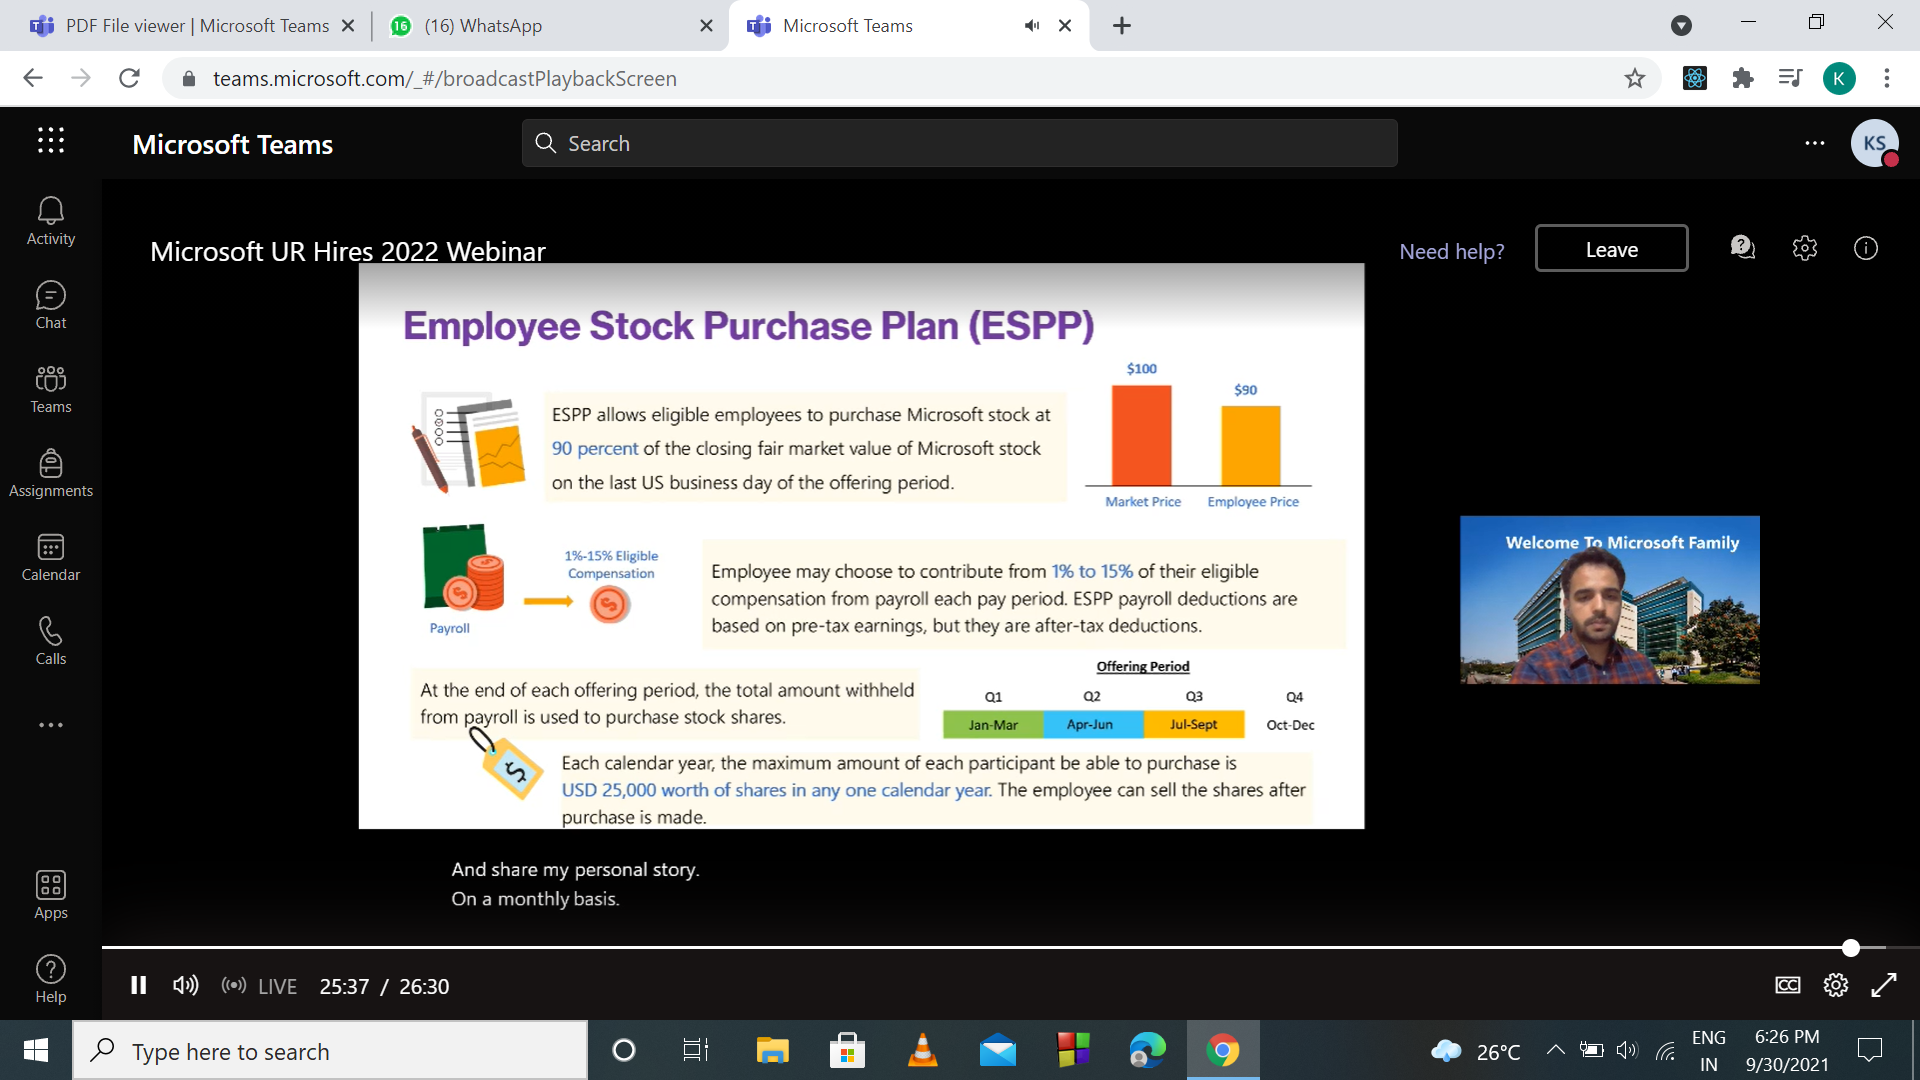 PDF File viewer | Microsoft Teams
16
(16) WhatsApp
Microsoft Teams
teams.microsoft.com/_#/broadcastPlaybackScreen
K
Microsoft Teams
Search
KS
Activity
Chat
Teams
Assignments
Calendar
Calls
Apps
Help
Microsoft UR Hires 2022 Webinar
Need help?
Leave
Employee Stock Purchase Plan (ESPP)
ESPP allows eligible employees to purchase Microsoft stock at
90 percent of the closing fair market value of Microsoft stock
on the last US business day of the offering period.
$100
$90
Market Price
Employee Price
Payroll
1%-15% Eligible
Compensation
Employee may choose to contribute from 1% to 15% of their eligible
compensation from payroll each pay period. ESPP payroll deductions are
based on pre-tax earnings, but they are after-tax deductions.
At the end of each offering period, the total amount withheld
from payroll is used to purchase stock shares.
Offering Period
Q1 Q2 Q3 Q4
Jan-Mar Apr-Jun Jul-Sept Oct-Dec
$
Each calendar year, the maximum amount of each participant be able to purchase is
USD 25,000 worth of shares in any one calendar year. The employee can sell the shares after
purchase is made.
Welcome To Microsoft Family
And share my personal story.
On a monthly basis.
LIVE 25:37 / 26:30
CC
Type here to search
26°C
ENG
IN
6:26 PM
9/30/2021